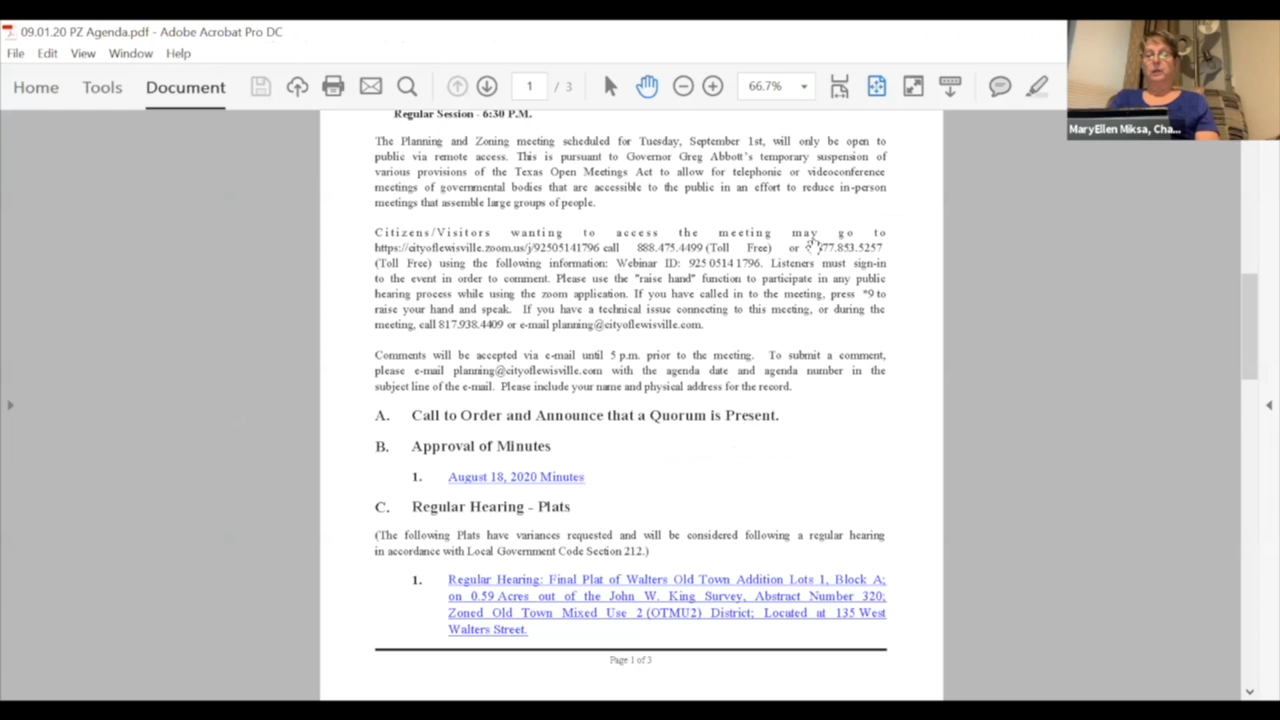 09.01.20 PZ Agenda.pdf - Adobe Acrobat Pro DC
File Edit View Window Help
Home Tools Document 1 / 3 66.7%
MaryEllen Miksa, Cha...
Regular Session - 6:30 P.M.
The Planning and Zoning meeting scheduled for Tuesday, September 1st, will only be open to
public via remote access. This is pursuant to Governor Greg Abbott's temporary suspension of
various provisions of the Texas Open Meetings Act to allow for telephonic or videoconference
meetings of governmental bodies that are accessible to the public in an effort to reduce in-person
meetings that assemble large groups of people.
Citizens/Visitors wanting to access the meeting may go to
https://cityoflewisville.zoom.us/j/92505141796 call 888.475.4499 (Toll Free) or 77.853.5257
(Toll Free) using the following information: Webinar ID: 925 0514 1796. Listeners must sign-in
to the event in order to comment. Please use the "raise hand" function to participate in any public
hearing process while using the zoom application. If you have called in to the meeting, press *9 to
raise your hand and speak. If you have a technical issue connecting to this meeting, or during the
meeting, call 817.938.4409 or e-mail planning@cityoflewisville.com.
Comments will be accepted via e-mail until 5 p.m. prior to the meeting. To submit a comment,
please e-mail planning@cityoflewisville.com with the agenda date and agenda number in the
subject line of the e-mail. Please include your name and physical address for the record.
A. Call to Order and Announce that a Quorum is Present.
B. Approval of Minutes
1. August 18, 2020 Minutes
C. Regular Hearing - Plats
(The following Plats have variances requested and will be considered following a regular hearing
in accordance with Local Government Code Section 212.)
1. Regular Hearing: Final Plat of Walters Old Town Addition Lots 1, Block A;
on 0.59 Acres out of the John W. King Survey, Abstract Number 320;
Zoned Old Town Mixed Use 2 (OTMU2) District; Located at 135 West
Walters Street.
Page 1 of 3